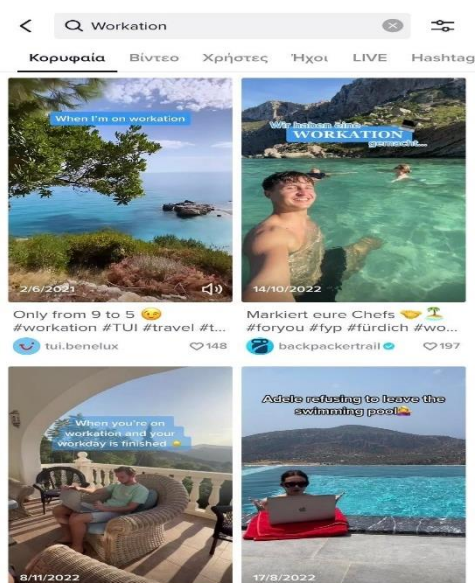 Workation
Κορυφαία Βίντεο Χρήστες Ήχοι LIVE Hashtag
When I'm on workation
2/6/2021
Only from 9 to 5 😉
#workation #TUI #travel #t...
tui.benelux 148
Wir haben eine
WORKATION
gemacht...
14/10/2022
Markiert eure Chefs 🤝 🏝️
#foryou #fyp #fürdich #wo...
backpackertrail 197
When you're on
workation and your
workday is finished
8/11/2022
Adele refusing to leave the
swimming pool
17/8/2022